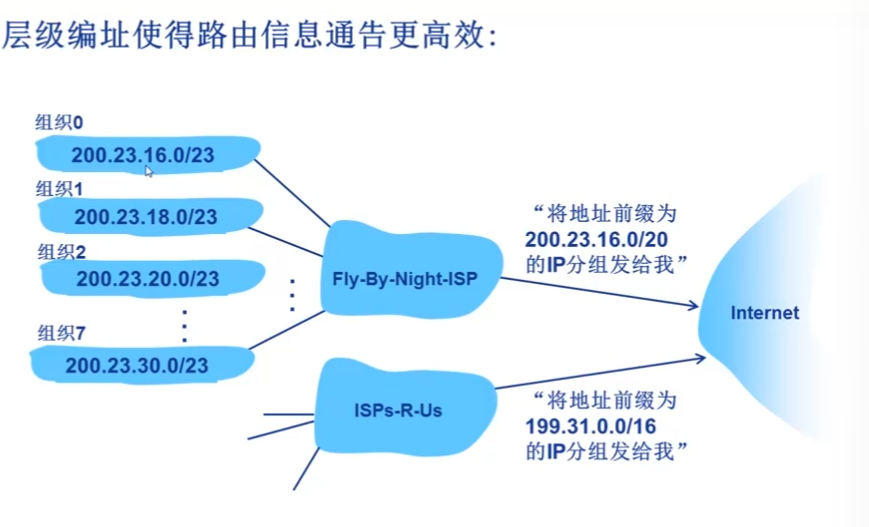 层级编址使得路由信息通告更高效：
组织0
200.23.16.0/23
组织1
200.23.18.0/23
组织2
200.23.20.0/23
组织7
200.23.30.0/23
Fly-By-Night-ISP
“将地址前缀为
200.23.16.0/20
的IP分组发给我”
Internet
ISPs-R-Us
“将地址前缀为
199.31.0.0/16
的IP分组发给我”